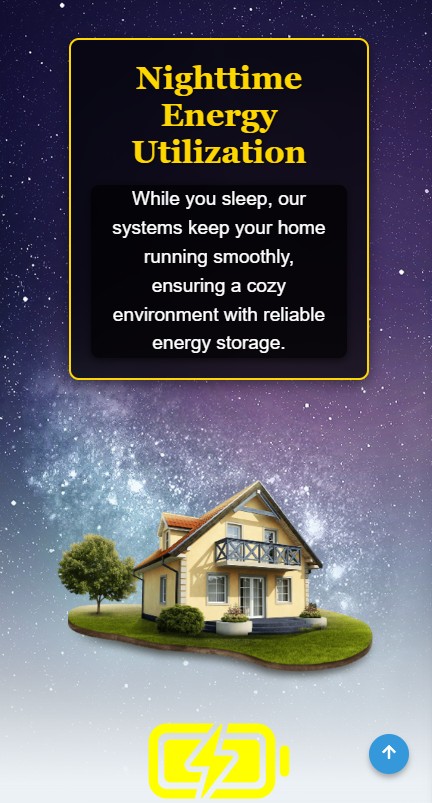 Nighttime
Energy
Utilization
While you sleep, our
systems keep your home
running smoothly,
ensuring a cozy
environment with reliable
energy storage.